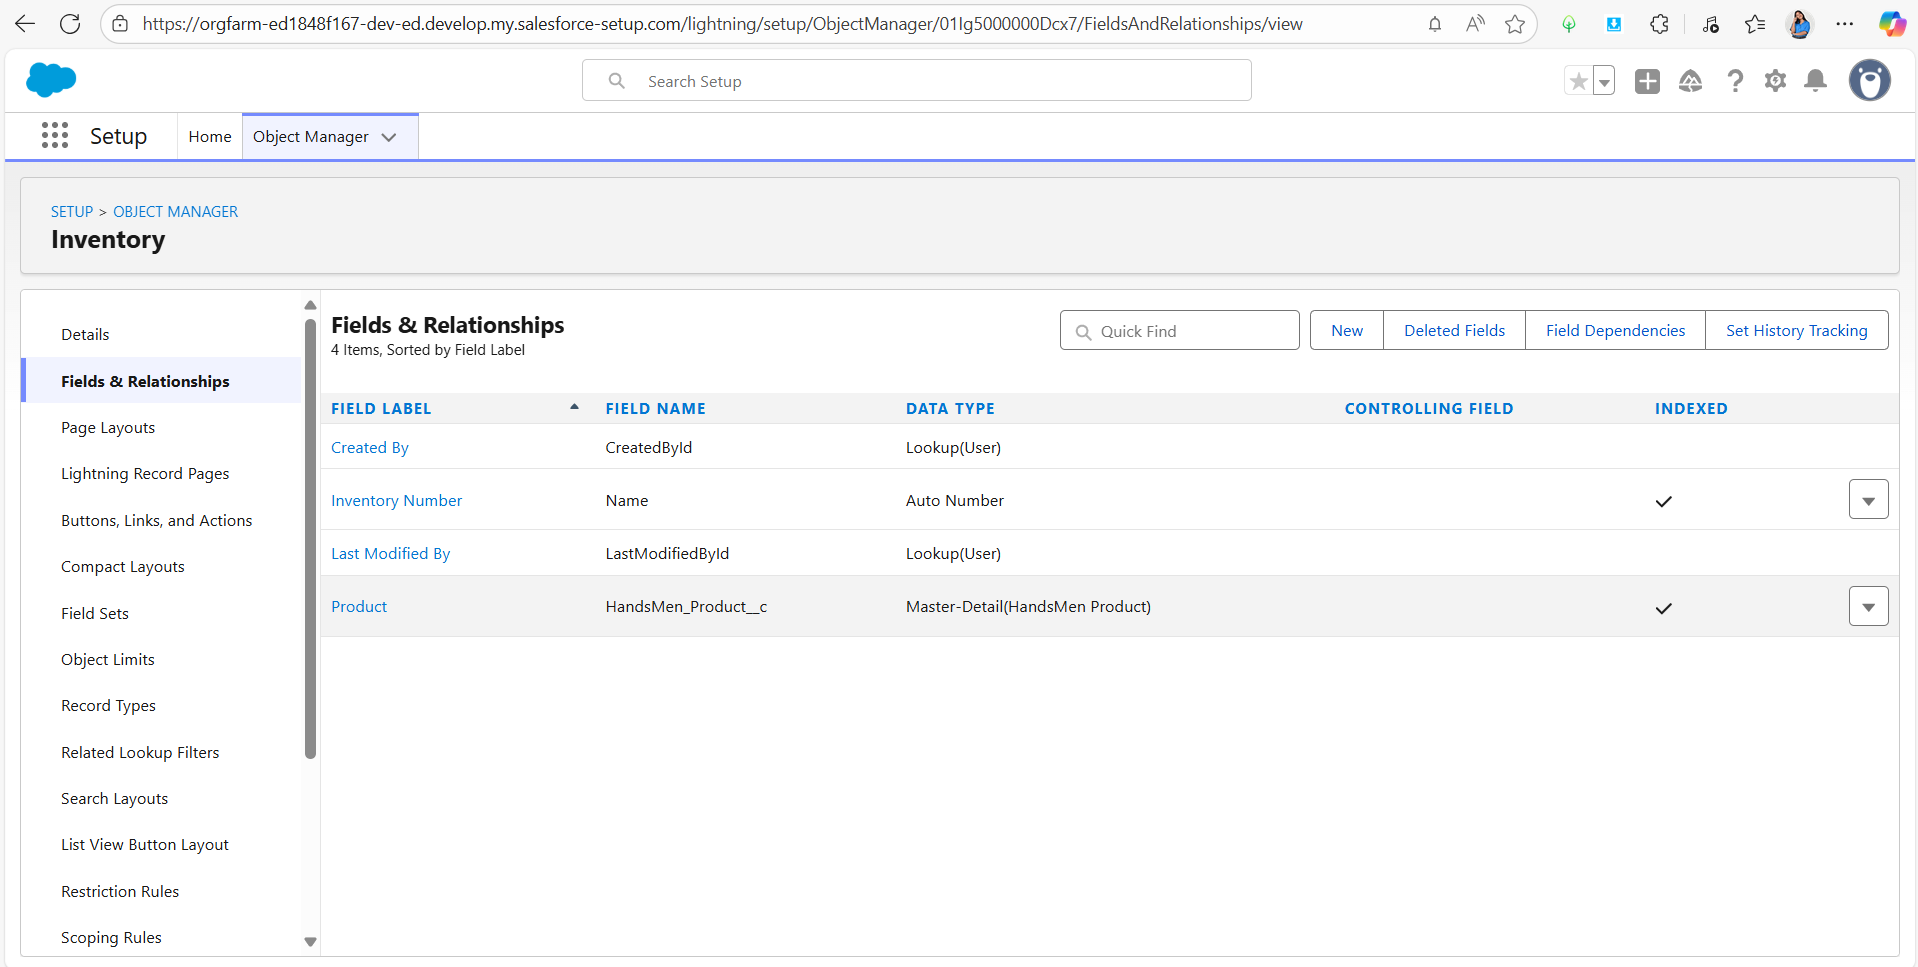 https://orgfarm-ed1848f167-dev-ed.develop.my.salesforce-setup.com/lightning/setup/ObjectManager/01Ig5000000Dcx7/FieldsAndRelationships/view
Search Setup
Setup
Home
Object Manager
SETUP > OBJECT MANAGER
Inventory
Details
Fields & Relationships
Page Layouts
Lightning Record Pages
Buttons, Links, and Actions
Compact Layouts
Field Sets
Object Limits
Record Types
Related Lookup Filters
Search Layouts
List View Button Layout
Restriction Rules
Scoping Rules
Fields & Relationships
4 Items, Sorted by Field Label
Quick Find
New
Deleted Fields
Field Dependencies
Set History Tracking
FIELD LABEL FIELD NAME DATA TYPE CONTROLLING FIELD INDEXED
Created By CreatedById Lookup(User)
Inventory Number Name Auto Number
Last Modified By LastModifiedById Lookup(User)
Product HandsMen_Product__c Master-Detail(HandsMen Product)